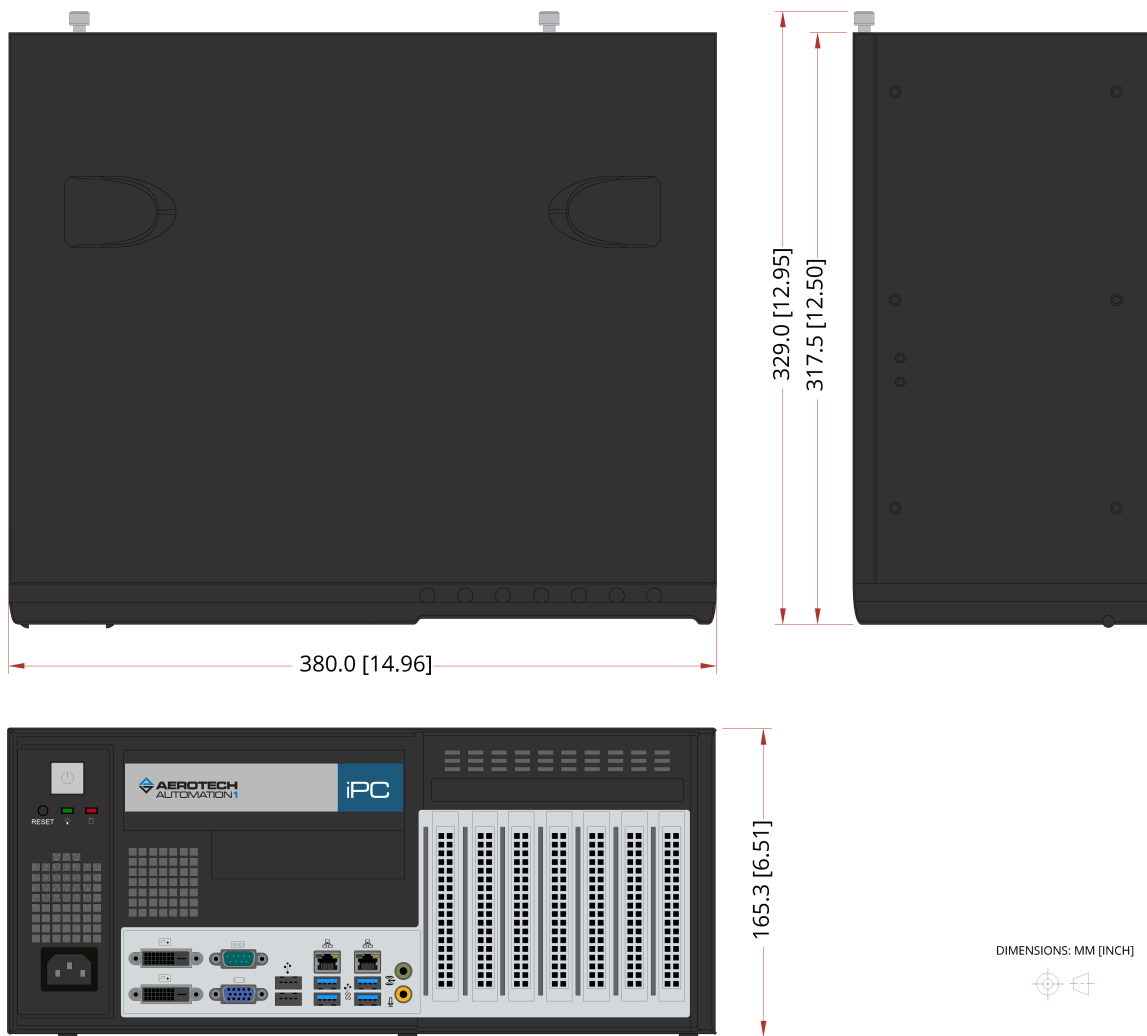 329.0 [12.95]
317.5 [12.50]
380.0 [14.96]
AEROTECH
AUTOMATION1
iPC
RESET
SS
165.3 [6.51]
DIMENSIONS: MM [INCH]